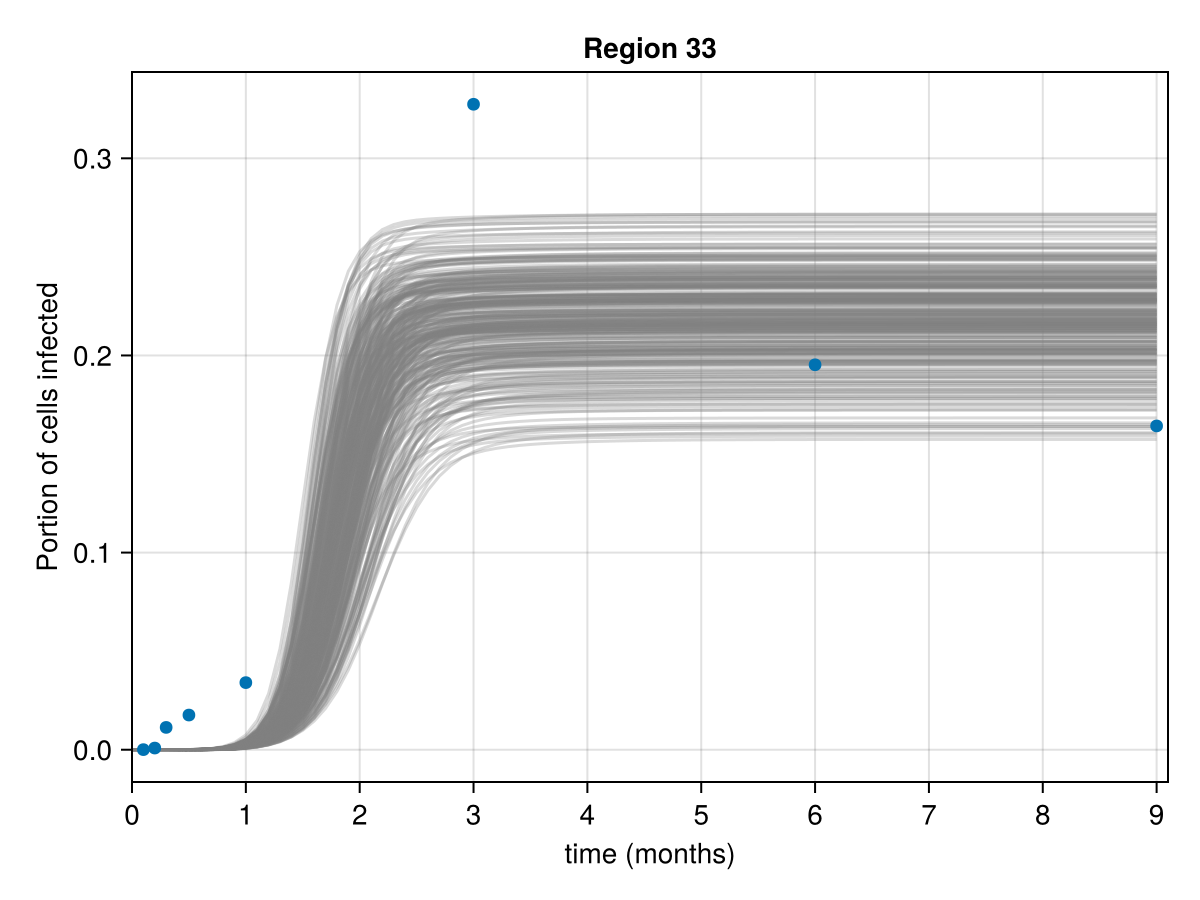 Region 33
Portion of cells infected
0.3
0.2
0.1
0.0
0 1 2 3 4 5 6 7 8 9
time (months)